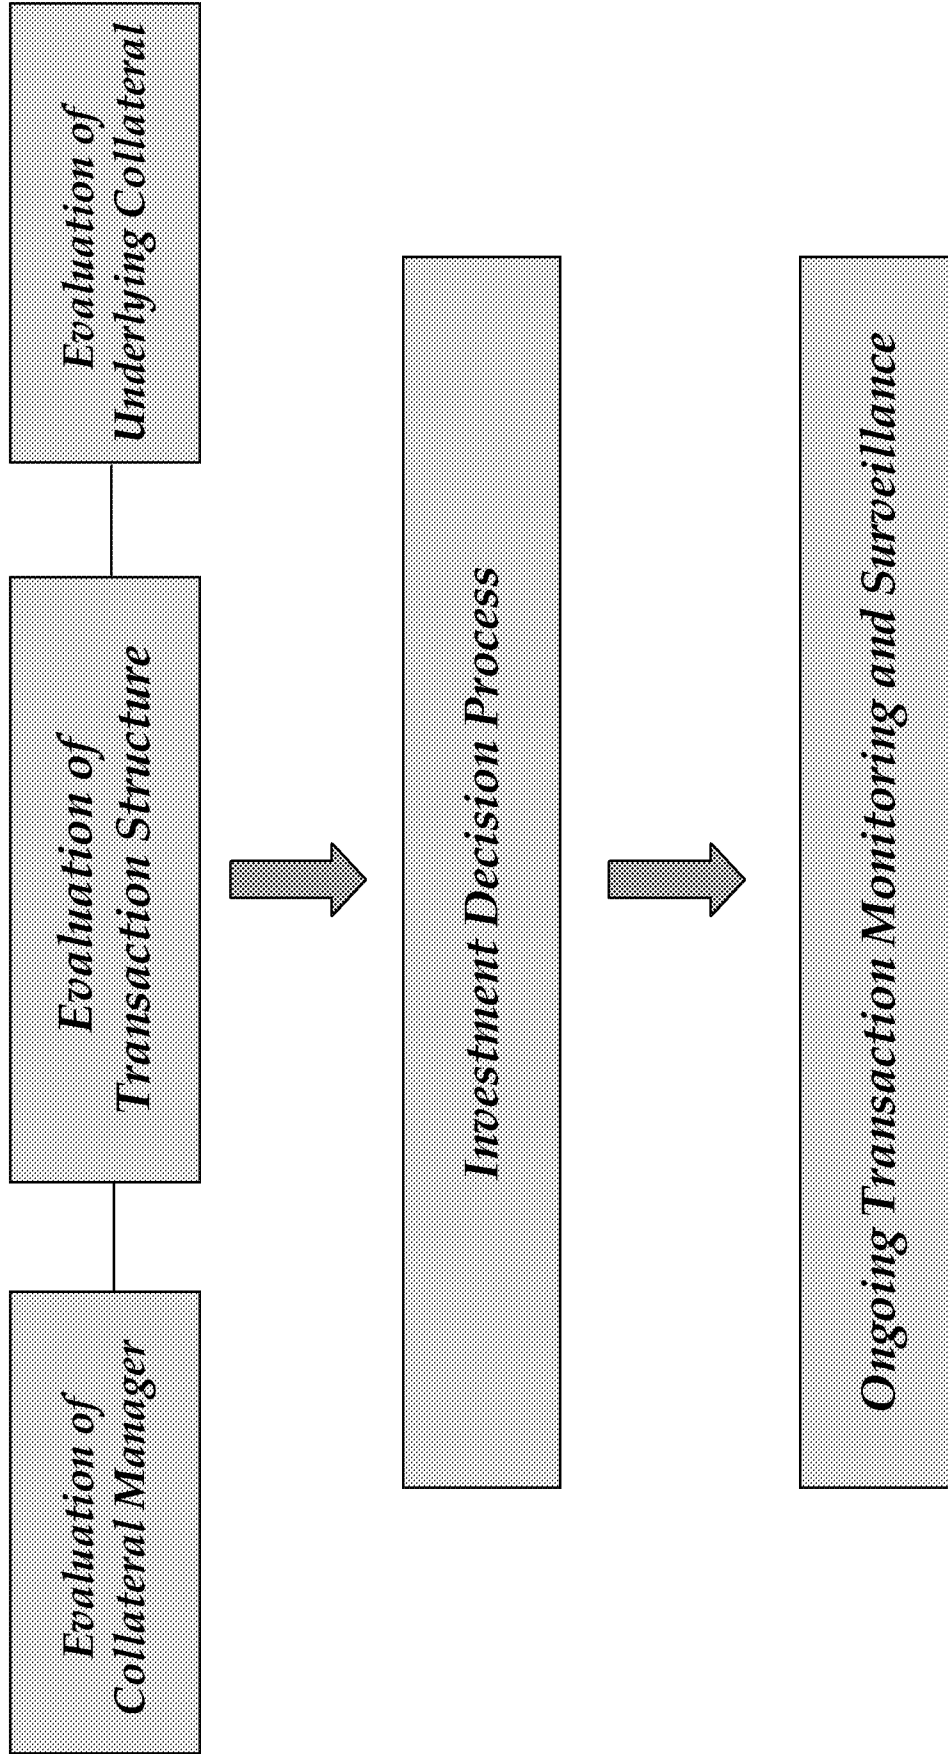 Evaluation of
Collateral Manager
Evaluation of
Transaction Structure
Evaluation of
Underlying Collateral
Investment Decision Process
Ongoing Transaction Monitoring and Surveillance